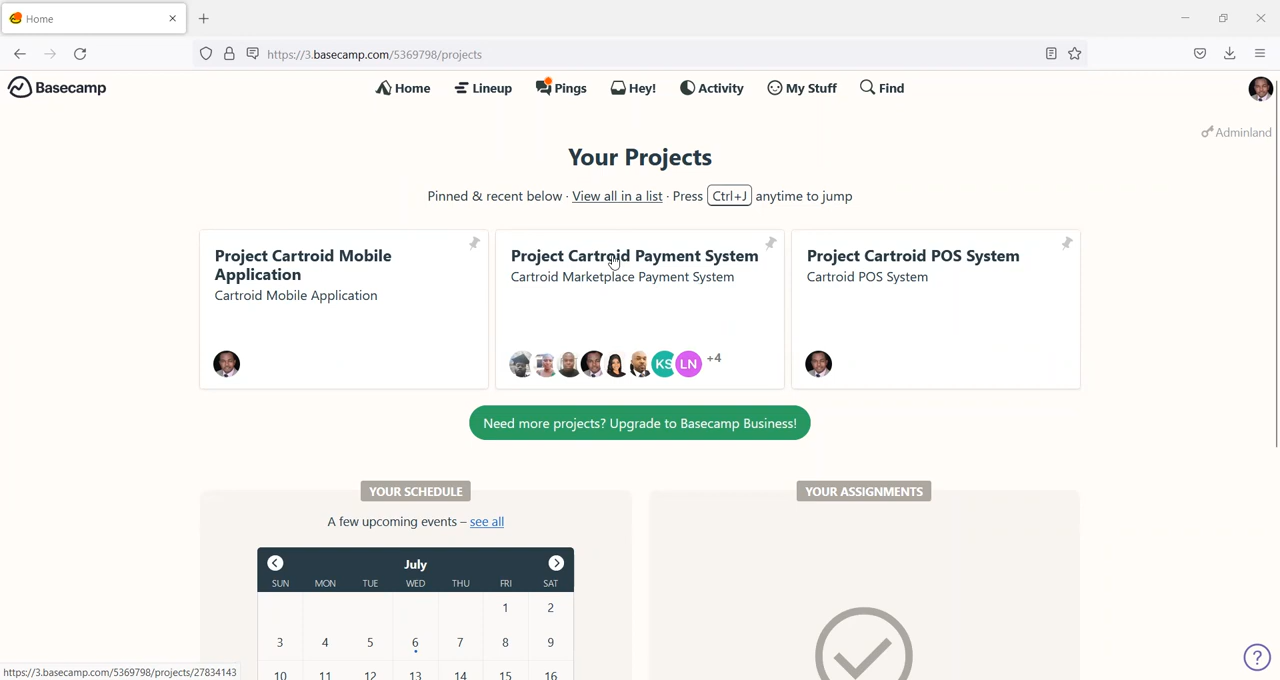 Home
https://3.basecamp.com/5369798/projects
Basecamp
Home Lineup Pings Hey! Activity My Stuff Find
Adminland
Your Projects
Pinned & recent below · View all in a list · Press Ctrl+J anytime to jump
Project Cartroid Mobile
Application
Cartroid Mobile Application
Project Cartroid Payment System
Cartroid Marketplace Payment System
KS LN +4
Project Cartroid POS System
Cartroid POS System
Need more projects? Upgrade to Basecamp Business!
YOUR SCHEDULE
A few upcoming events – see all
July
SUN MON TUE WED THU FRI SAT
1 2
3 4 5 6 7 8 9
10 11 12 13 14 15 16
YOUR ASSIGNMENTS
?
https://3.basecamp.com/5369798/projects/27834143